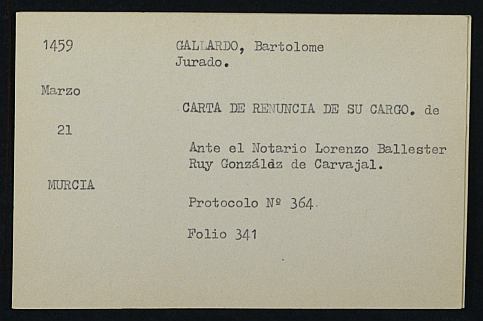 1459
GALLARDO, Bartolome
Jurado.
Marzo
CARTA DE RENUNCIA DE SU CARGO. de
21
Ante el Notario Lorenzo Ballester
Ruy Gonzáldz de Carvajal.
MURCIA
Protocolo Nº 364.
Folio 341